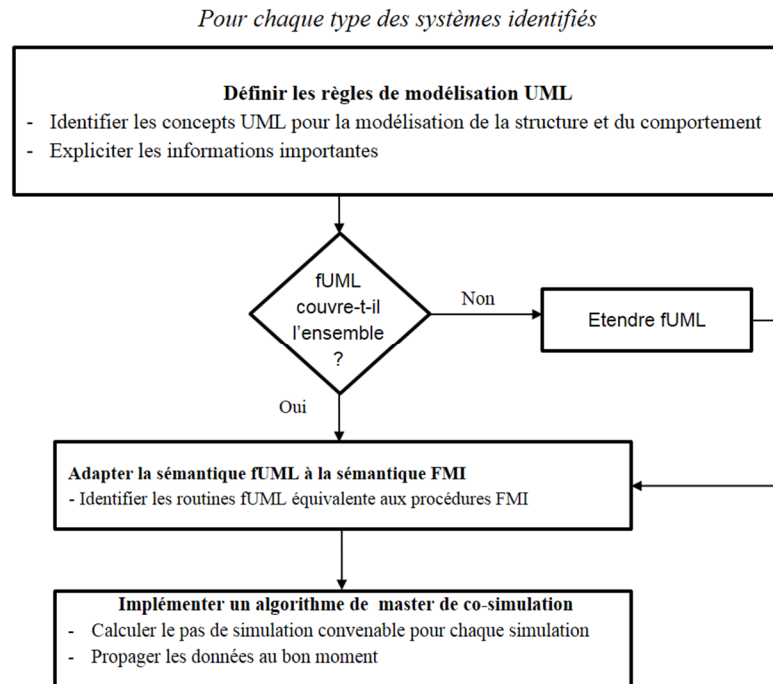 Pour chaque type des systèmes identifiés
Définir les règles de modélisation UML
- Identifier les concepts UML pour la modélisation de la structure et du comportement
- Expliciter les informations importantes
fUML
couvre-t-il
l'ensemble
?
Non
Etendre fUML
Oui
Adapter la sémantique fUML à la sémantique FMI
- Identifier les routines fUML équivalente aux procédures FMI
Implémenter un algorithme de master de co-simulation
- Calculer le pas de simulation convenable pour chaque simulation
- Propager les données au bon moment